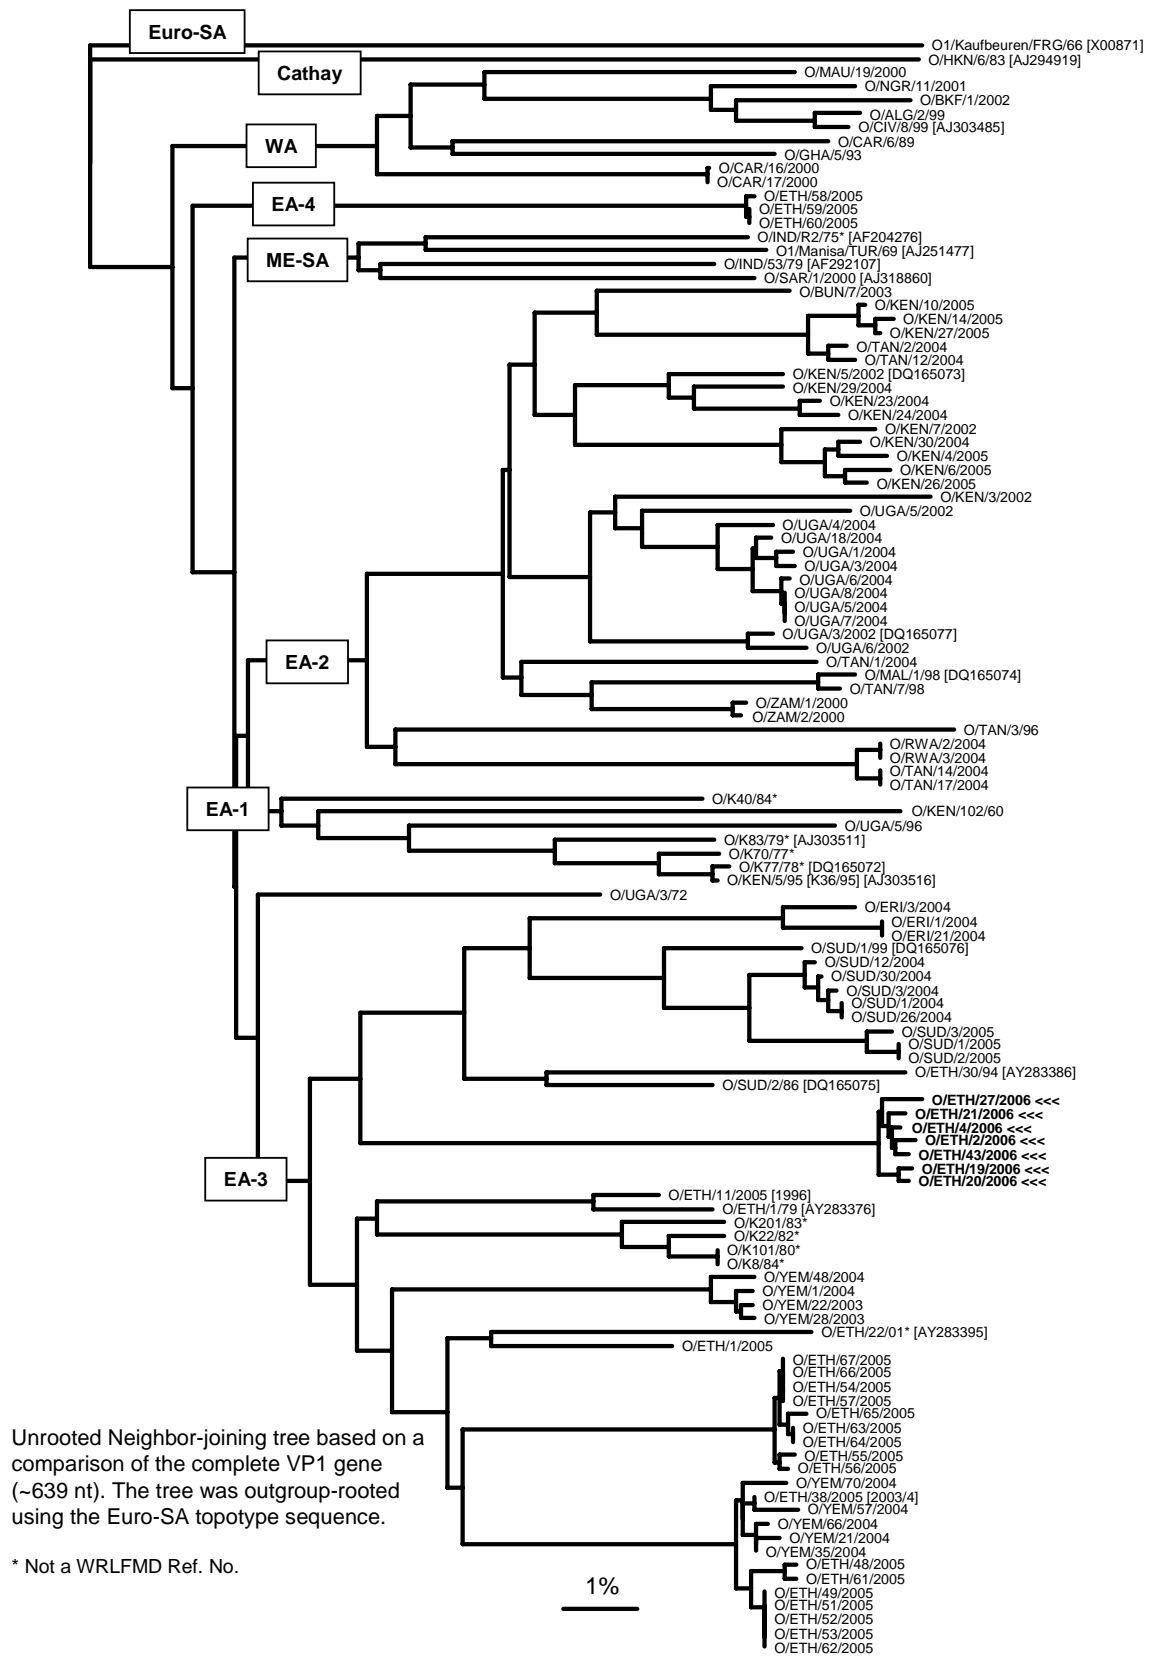 Euro-SA
O1/Kaufbeuren/FRG/66 [X00871]
O/HKN/6/83 [AJ294919]
Cathay
O/MAU/19/2000
O/NGR/11/2001
O/BKF/1/2002
O/ALG/2/99
O/CIV/8/99 [AJ303485]
WA
O/CAR/6/89
O/GHA/5/93
O/CAR/16/2000
O/CAR/17/2000
EA-4
O/ETH/58/2005
O/ETH/59/2005
O/ETH/60/2005
O/IND/R2/75* [AF204276]
O1/Manisa/TUR/69 [AJ251477]
ME-SA
O/IND/53/79 [AF292107]
O/SAR/1/2000 [AJ318860]
O/BUN/7/2003
O/KEN/10/2005
O/KEN/14/2005
O/KEN/27/2005
O/TAN/2/2004
O/TAN/12/2004
O/KEN/5/2002 [DQ165073]
O/KEN/29/2004
O/KEN/23/2004
O/KEN/24/2004
O/KEN/7/2002
O/KEN/30/2004
O/KEN/4/2005
O/KEN/6/2005
O/KEN/26/2005
O/KEN/3/2002
O/UGA/5/2002
O/UGA/4/2004
O/UGA/18/2004
O/UGA/1/2004
O/UGA/3/2004
O/UGA/6/2004
O/UGA/8/2004
O/UGA/5/2004
O/UGA/7/2004
O/UGA/3/2002 [DQ165077]
O/UGA/6/2002
EA-2
O/TAN/1/2004
O/MAL/1/98 [DQ165074]
O/TAN/7/98
O/ZAM/1/2000
O/ZAM/2/2000
O/TAN/3/96
O/RWA/2/2004
O/RWA/3/2004
O/TAN/14/2004
O/TAN/17/2004
O/K40/84*
EA-1
O/KEN/102/60
O/UGA/5/96
O/K83/79* [AJ303511]
O/K70/77*
O/K77/78* [DQ165072]
O/KEN/5/95 [K36/95] [AJ303516]
O/UGA/3/72
O/ERI/3/2004
O/ERI/1/2004
O/ERI/21/2004
O/SUD/1/99 [DQ165076]
O/SUD/12/2004
O/SUD/30/2004
O/SUD/3/2004
O/SUD/1/2004
O/SUD/26/2004
O/SUD/3/2005
O/SUD/1/2005
O/SUD/2/2005
O/ETH/30/94 [AY283386]
O/SUD/2/86 [DQ165075]
O/ETH/27/2006 <<<
O/ETH/21/2006 <<<
O/ETH/4/2006 <<<
O/ETH/2/2006 <<<
O/ETH/43/2006 <<<
O/ETH/19/2006 <<<
O/ETH/20/2006 <<<
EA-3
O/ETH/11/2005 [1996]
O/ETH/1/79 [AY283376]
O/K201/83*
O/K22/82*
O/K101/80*
O/K8/84*
O/YEM/48/2004
O/YEM/1/2004
O/YEM/22/2003
O/YEM/28/2003
O/ETH/22/01* [AY283395]
O/ETH/1/2005
O/ETH/67/2005
O/ETH/66/2005
O/ETH/54/2005
O/ETH/57/2005
O/ETH/65/2005
O/ETH/63/2005
O/ETH/64/2005
O/ETH/55/2005
O/ETH/56/2005
O/YEM/70/2004
O/ETH/38/2005 [2003/4]
O/YEM/57/2004
O/YEM/66/2004
O/YEM/21/2004
O/YEM/35/2004
O/ETH/48/2005
O/ETH/61/2005
O/ETH/49/2005
O/ETH/51/2005
O/ETH/52/2005
O/ETH/53/2005
O/ETH/62/2005
Unrooted Neighbor-joining tree based on a
comparison of the complete VP1 gene
(~639 nt). The tree was outgroup-rooted
using the Euro-SA topotype sequence.
* Not a WRLFMD Ref. No.
1%